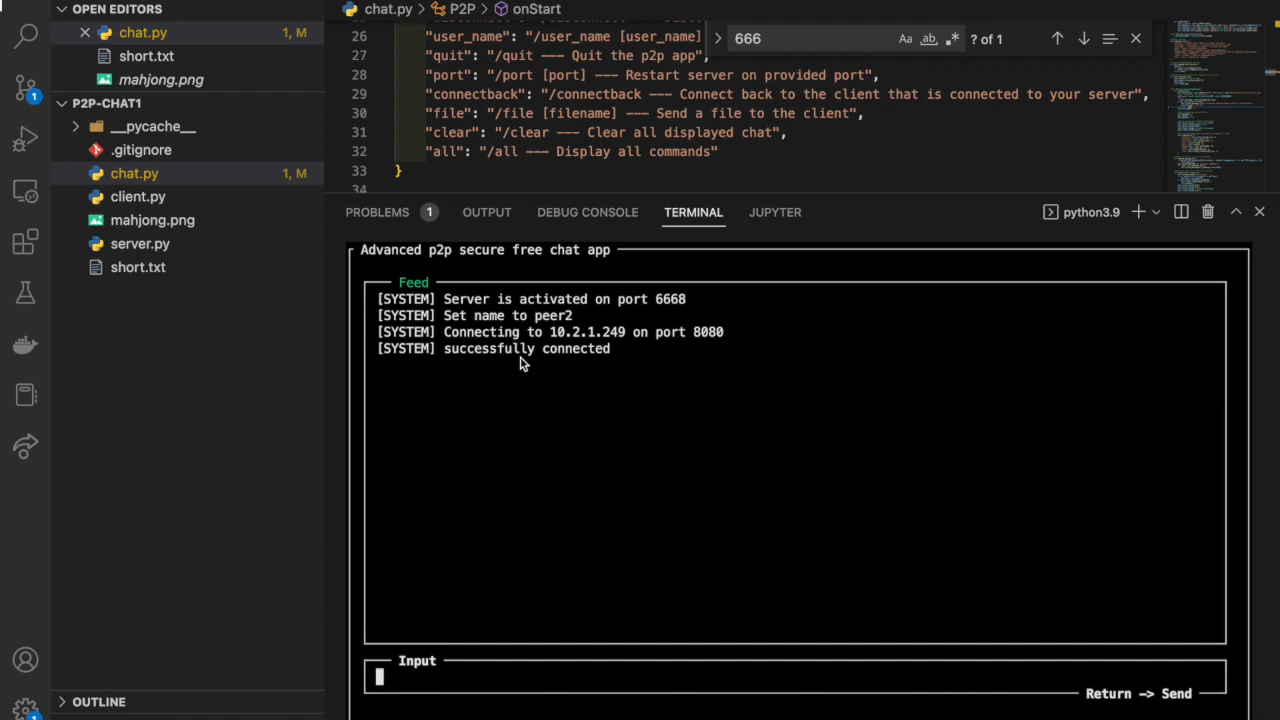 OPEN EDITORS
chat.py 1, M
short.txt
mahjong.png
P2P-CHAT1
__pycache__
.gitignore
chat.py 1, M
client.py
mahjong.png
server.py
short.txt
OUTLINE
1
1
chat.py > P2P > onStart
666
Aa ab .*
? of 1
26 "user_name": "/user_name [user_name]
27 "quit": "/quit --- Quit the p2p app",
28 "port": "/port [port] --- Restart server on provided port",
29 "connectback": "/connectback --- Connect back to the client that is connected to your server",
30 "file": "/file [filename] --- Send a file to the client",
31 "clear": "/clear --- Clear all displayed chat",
32 "all": "/all --- Display all commands"
33 }
34
PROBLEMS 1 OUTPUT DEBUG CONSOLE TERMINAL JUPYTER python3.9
Advanced p2p secure free chat app
Feed
[SYSTEM] Server is activated on port 6668
[SYSTEM] Set name to peer2
[SYSTEM] Connecting to 10.2.1.249 on port 8080
[SYSTEM] successfully connected
Input
Return -> Send